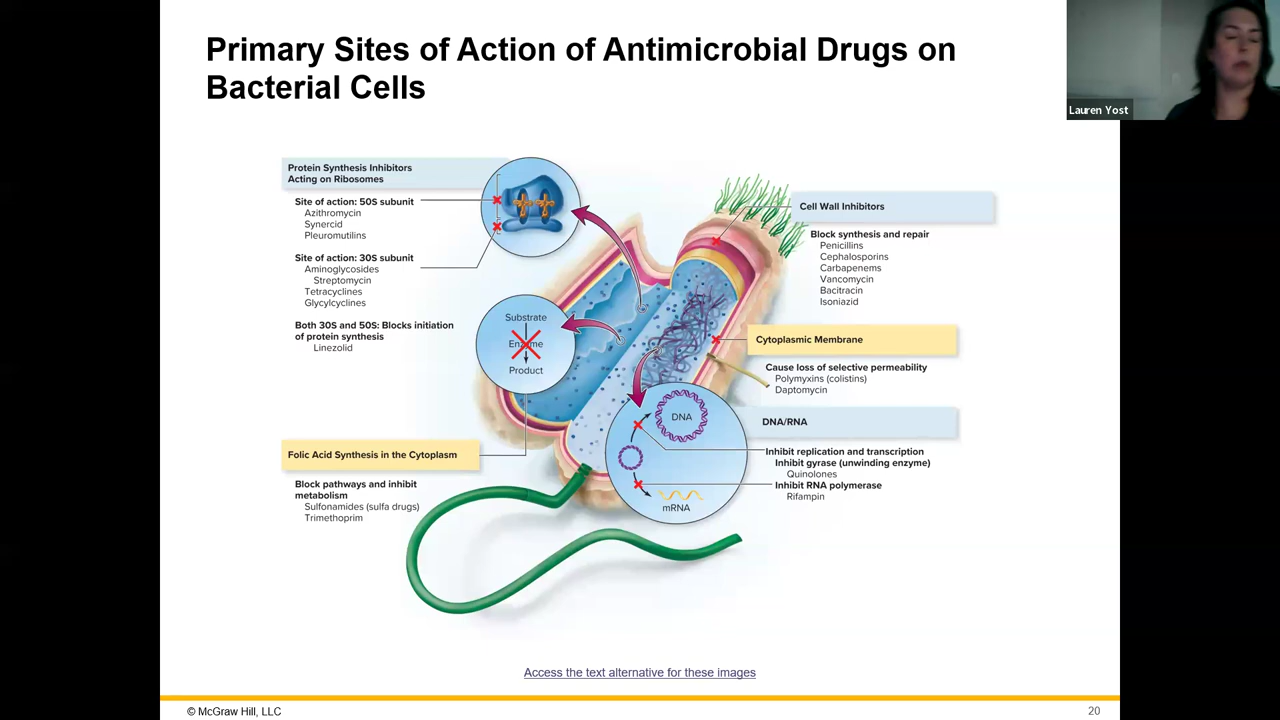 Primary Sites of Action of Antimicrobial Drugs on
Bacterial Cells
Lauren Yost
Protein Synthesis Inhibitors
Acting on Ribosomes
Site of action: 50S subunit
Azithromycin
Synercid
Pleuromutilins
Site of action: 30S subunit
Aminoglycosides
Streptomycin
Tetracyclines
Glycylcyclines
Both 30S and 50S: Blocks initiation
of protein synthesis
Linezolid
Substrate
Enzyme
Product
Folic Acid Synthesis in the Cytoplasm
Block pathways and inhibit
metabolism
Sulfonamides (sulfa drugs)
Trimethoprim
Cell Wall Inhibitors
Block synthesis and repair
Penicillins
Cephalosporins
Carbapenems
Vancomycin
Bacitracin
Isoniazid
Cytoplasmic Membrane
Cause loss of selective permeability
Polymyxins (colistins)
Daptomycin
DNA/RNA
Inhibit replication and transcription
Inhibit gyrase (unwinding enzyme)
Quinolones
Inhibit RNA polymerase
Rifampin
DNA
mRNA
Access the text alternative for these images
© McGraw Hill, LLC
20